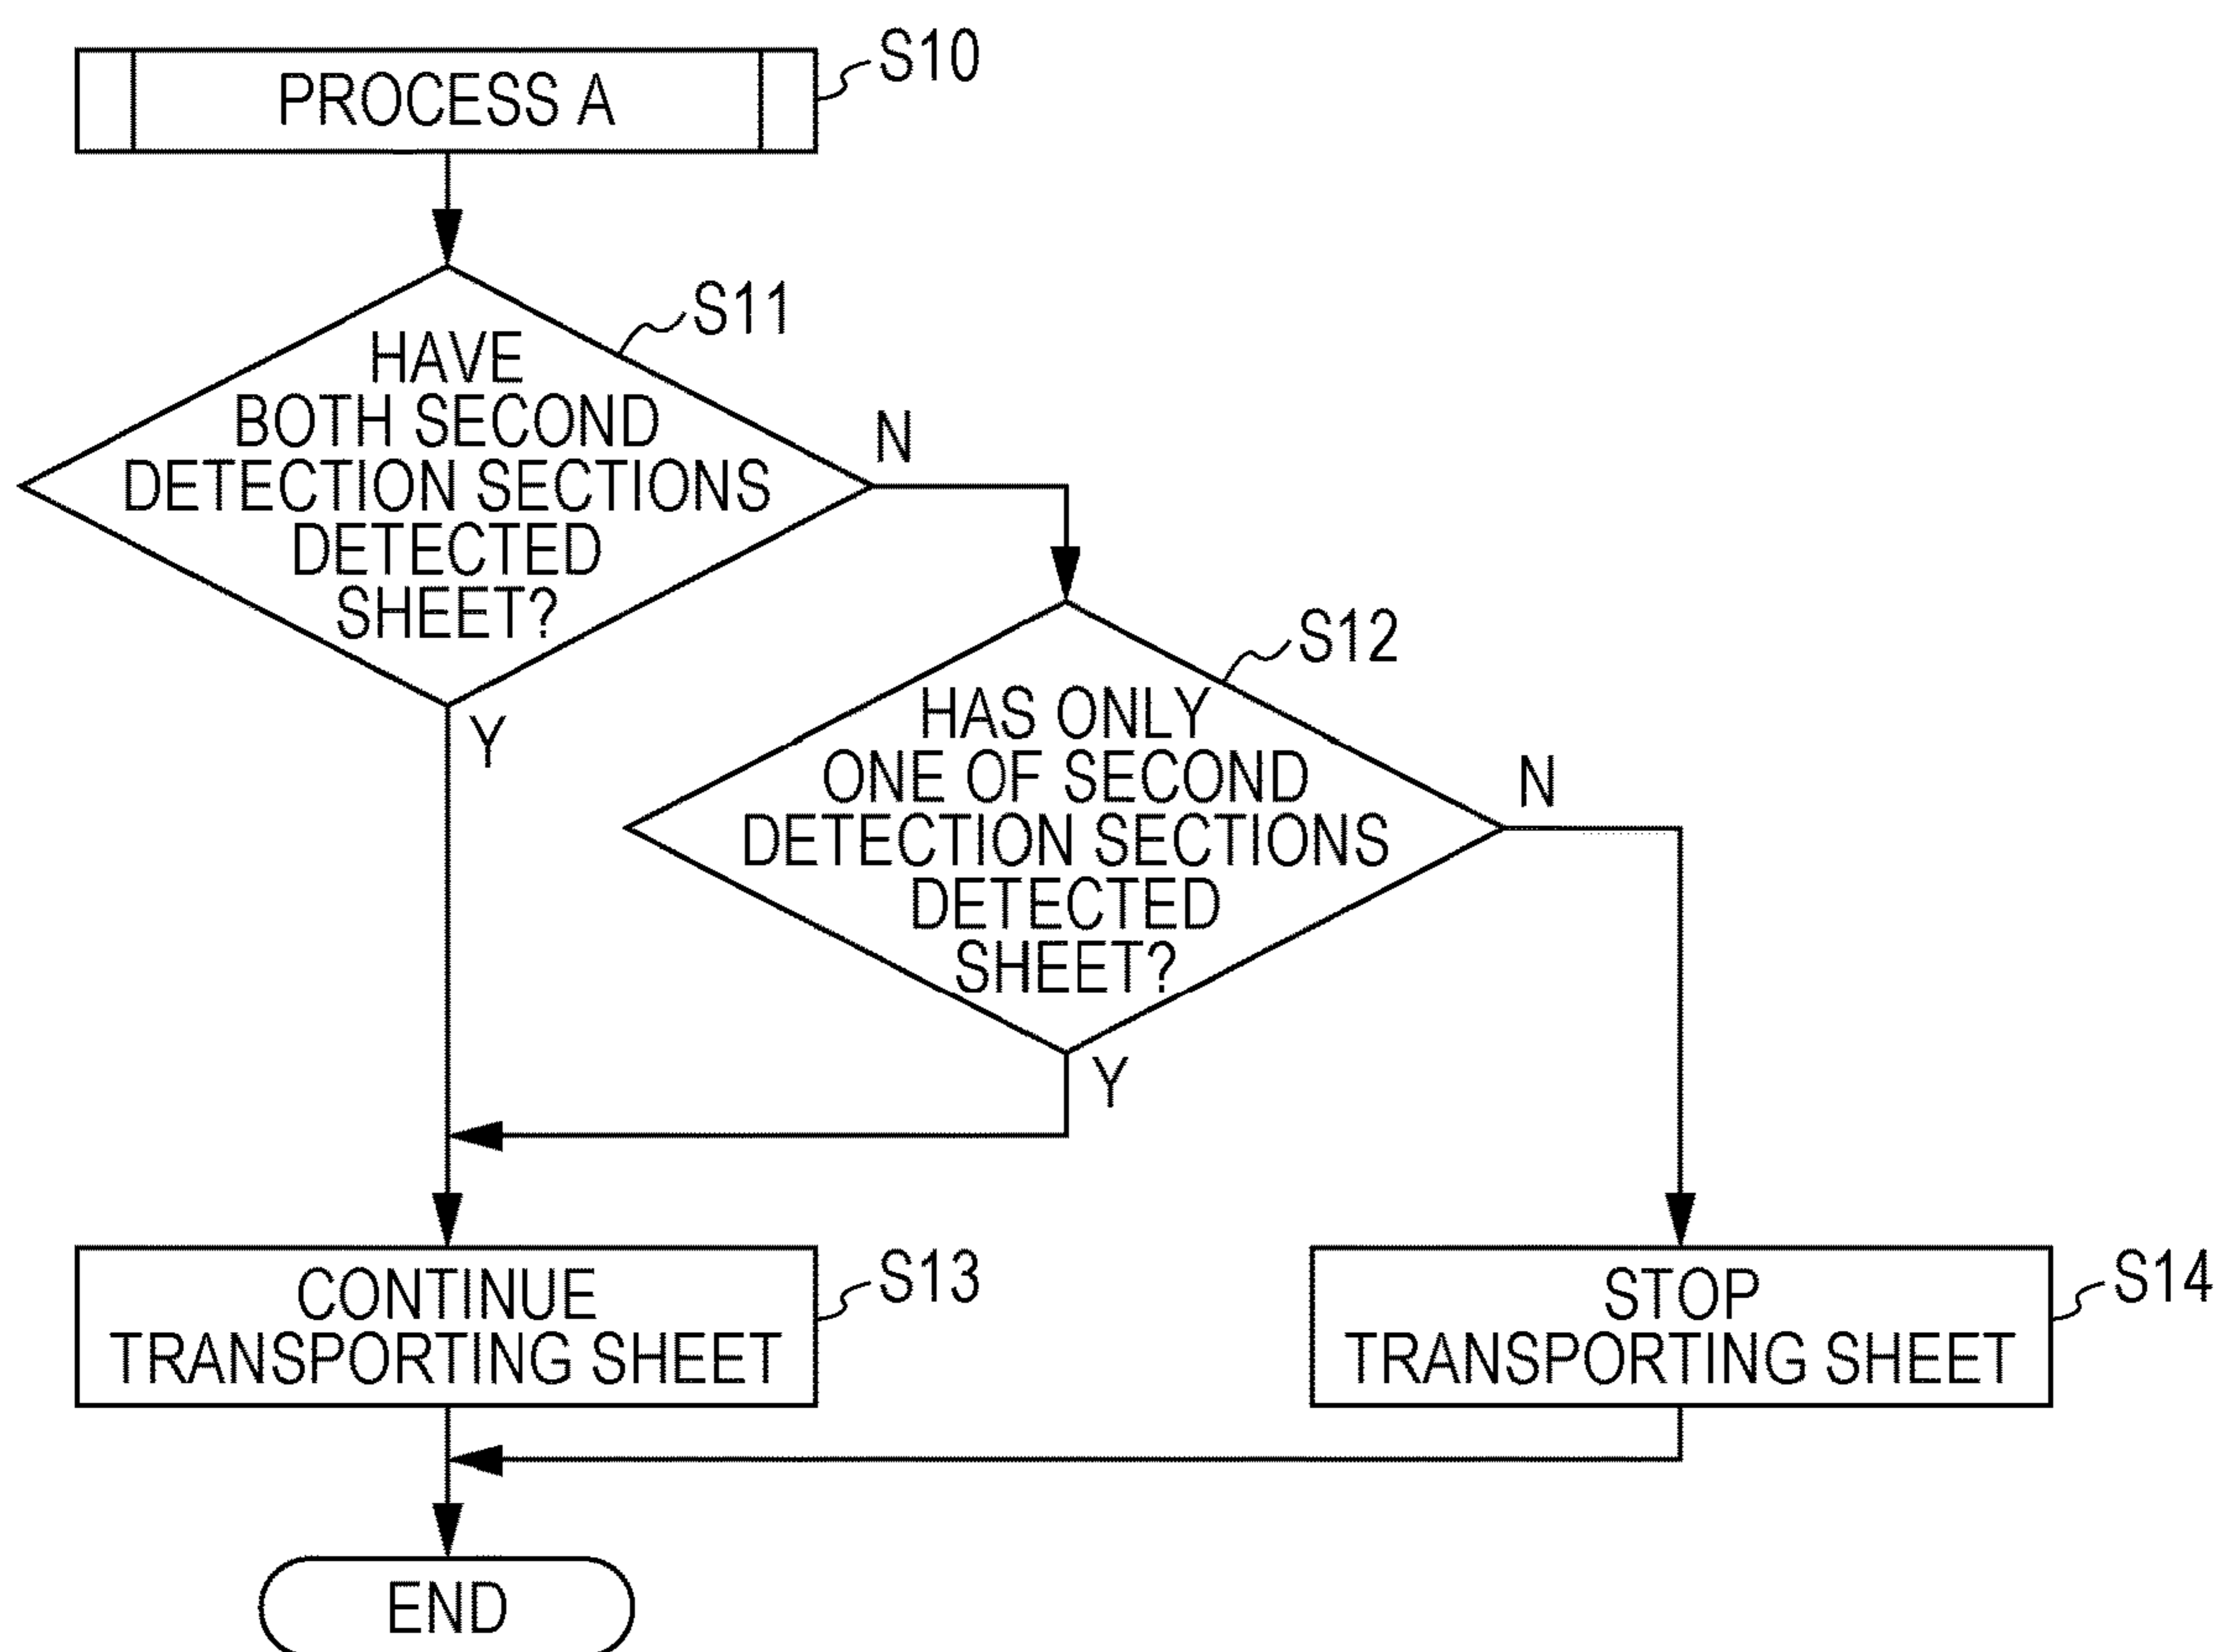 PROCESS A
S10
S11
HAVE
BOTH SECOND
DETECTION SECTIONS
DETECTED
SHEET?
N
Y
S12
HAS ONLY
ONE OF SECOND
DETECTION SECTIONS
DETECTED
SHEET?
N
Y
CONTINUE
TRANSPORTING SHEET
S13
STOP
TRANSPORTING SHEET
S14
END